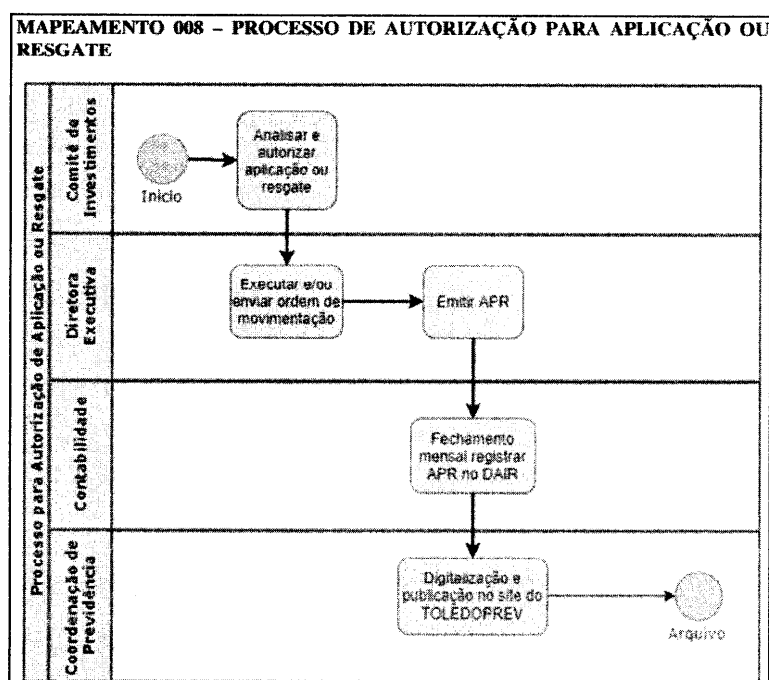 MAPEAMENTO 008 – PROCESSO DE AUTORIZAÇÃO PARA APLICAÇÃO OU
RESGATE
Processo para Autorização de Aplicação ou Resgate
Comitê de
Investimentos
Início
Analisar e
autorizar
aplicação ou
resgate
Diretora
Executiva
Executar e/ou
enviar ordem de
movimentação
Emitir APR
Contabilidade
Fechamento
mensal registrar
APR no DAIR
Coordenação de
Previdência
Digitalização e
publicação no site do
TOLEDOPREV
Arquivo